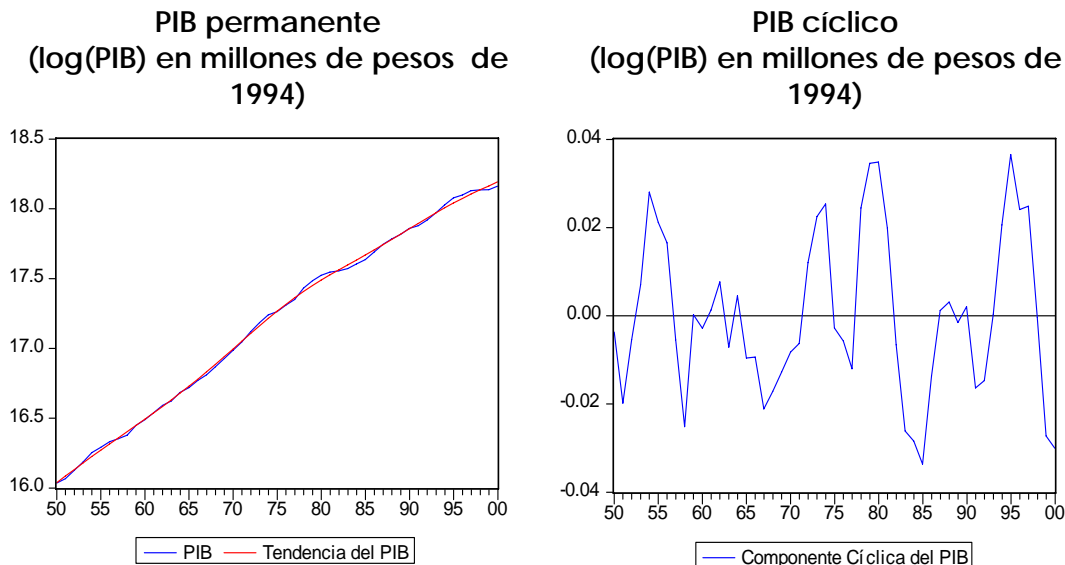 PIB permanente
(log(PIB) en millones de pesos de
1994)
18.5
18.0
17.5
17.0
16.5
16.0
50 55 60 65 70 75 80 85 90 95 00
PIB Tendencia del PIB
PIB cíclico
(log(PIB) en millones de pesos de
1994)
0.04
0.02
0.00
-0.02
-0.04
50 55 60 65 70 75 80 85 90 95 00
Componente Cíclica del PIB